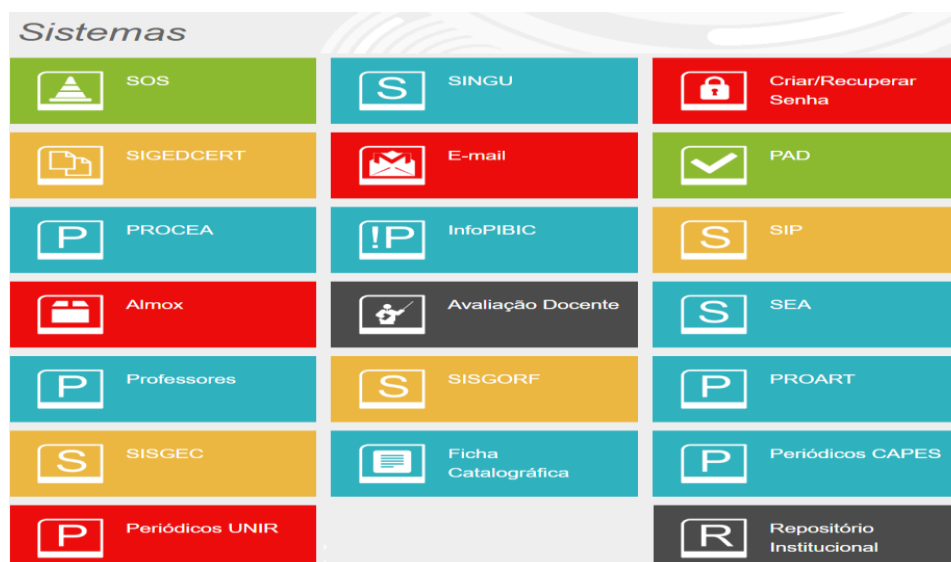 Sistemas
SOS
S
SINGU
Criar/Recuperar
Senha
SIGEDCERT
E-mail
PAD
P
PROCEA
!P
InfoPIBIC
S
SIP
Almox
Avaliação Docente
S
SEA
P
Professores
S
SISGORF
P
PROART
S
SISGEC
Ficha
Catalográfica
P
Periódicos CAPES
P
Periódicos UNIR
R
Repositório
Institucional